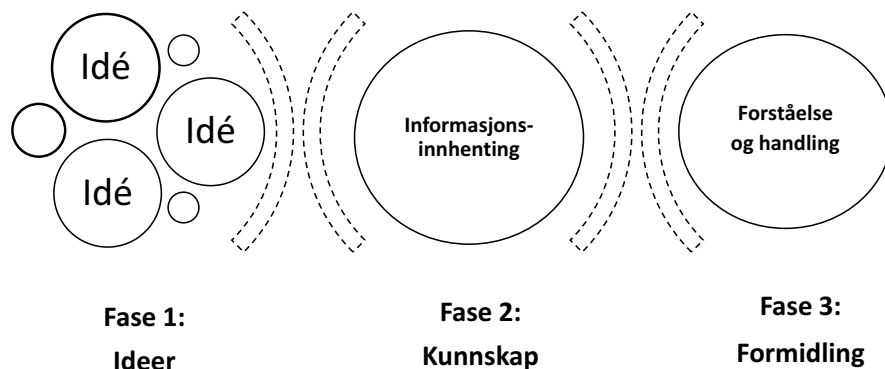 Idé
Idé
Idé
Informasjons-
innhenting
Forståelse
og handling
Fase 1:
Ideer
Fase 2:
Kunnskap
Fase 3:
Formidling